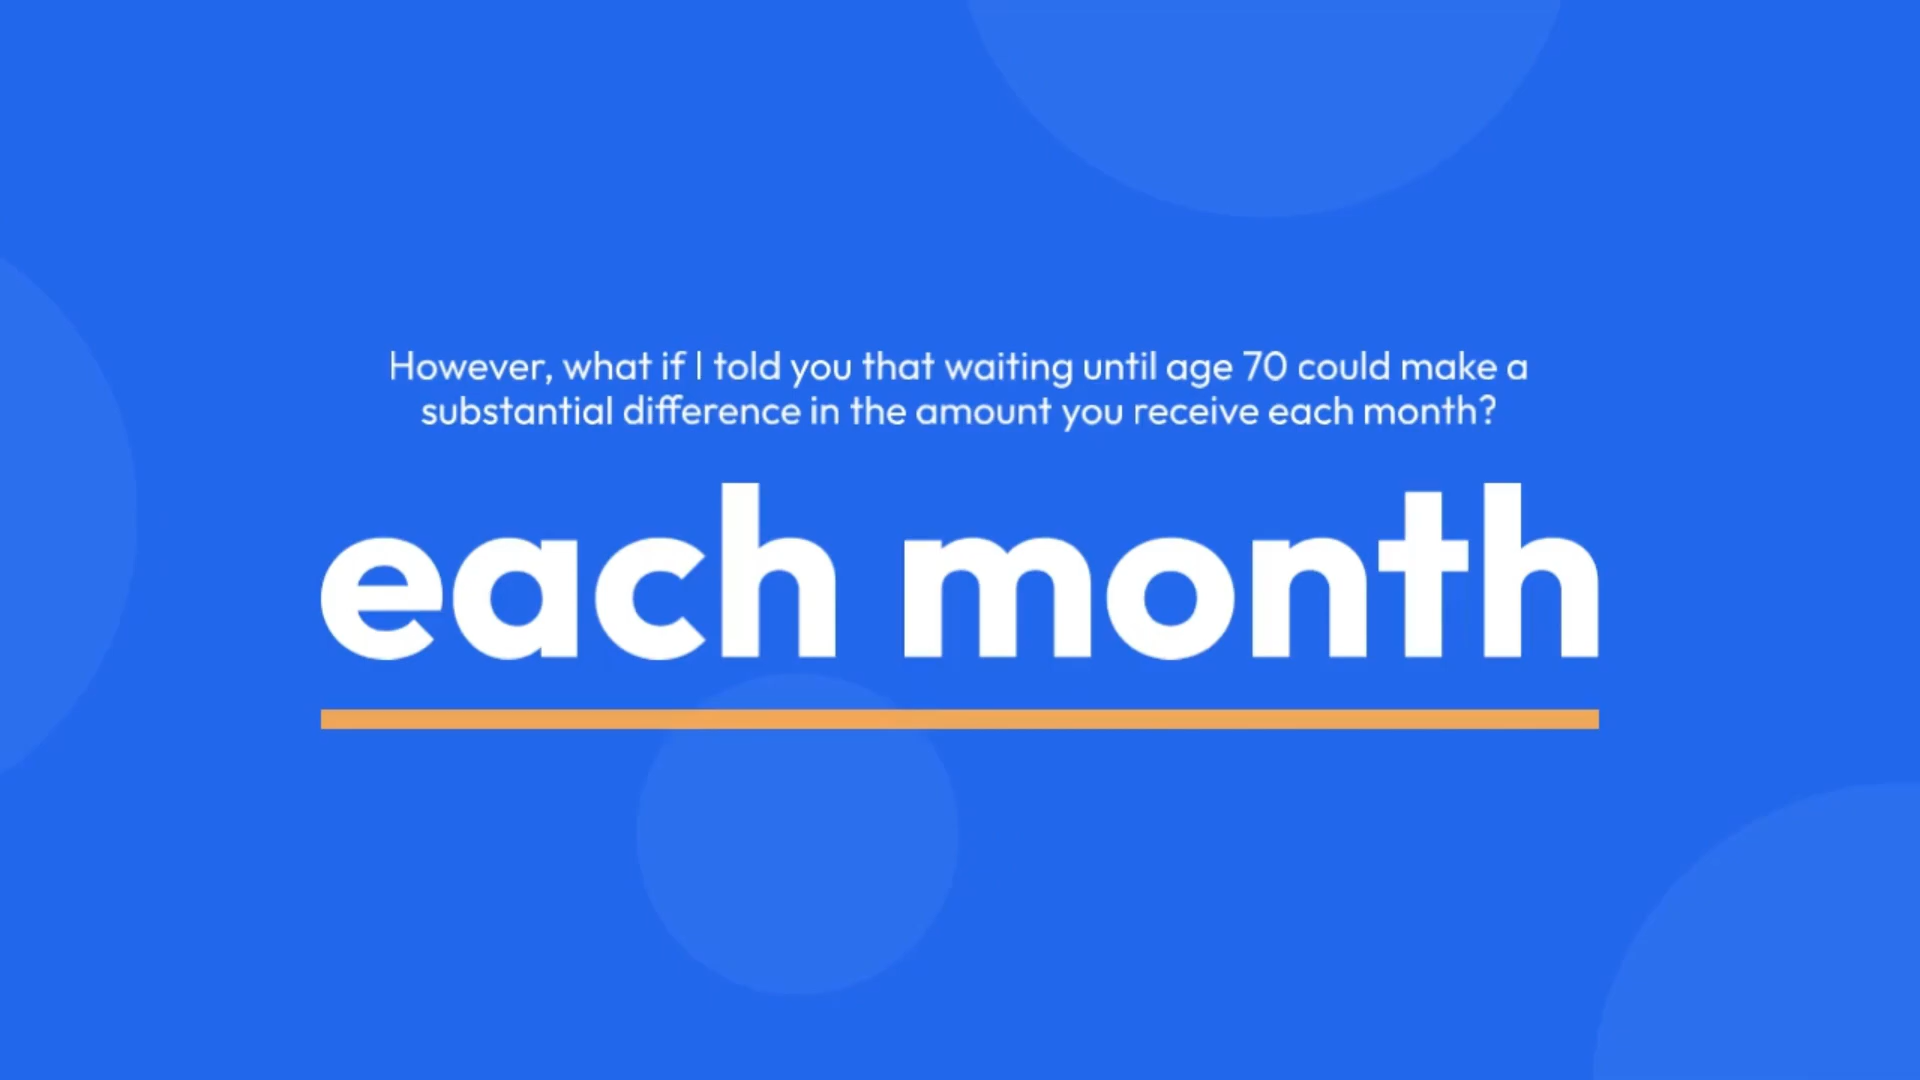 However, what if I told you that waiting until age 70 could make a
substantial difference in the amount you receive each month?
each month